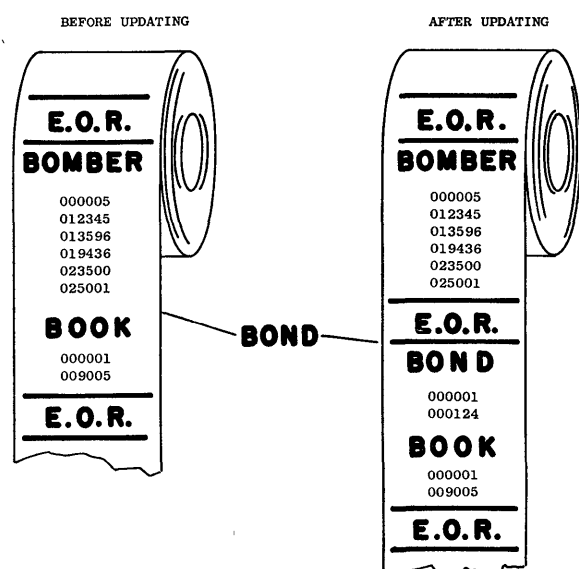 BEFORE UPDATING
E.O.R.
BOMBER
000005
012345
013596
019436
023500
025001
BOOK
000001
009005
E.O.R.
BOND
AFTER UPDATING
E.O.R.
BOMBER
000005
012345
013596
019436
023500
025001
E.O.R.
BOND
000001
000124
BOOK
000001
009005
E.O.R.